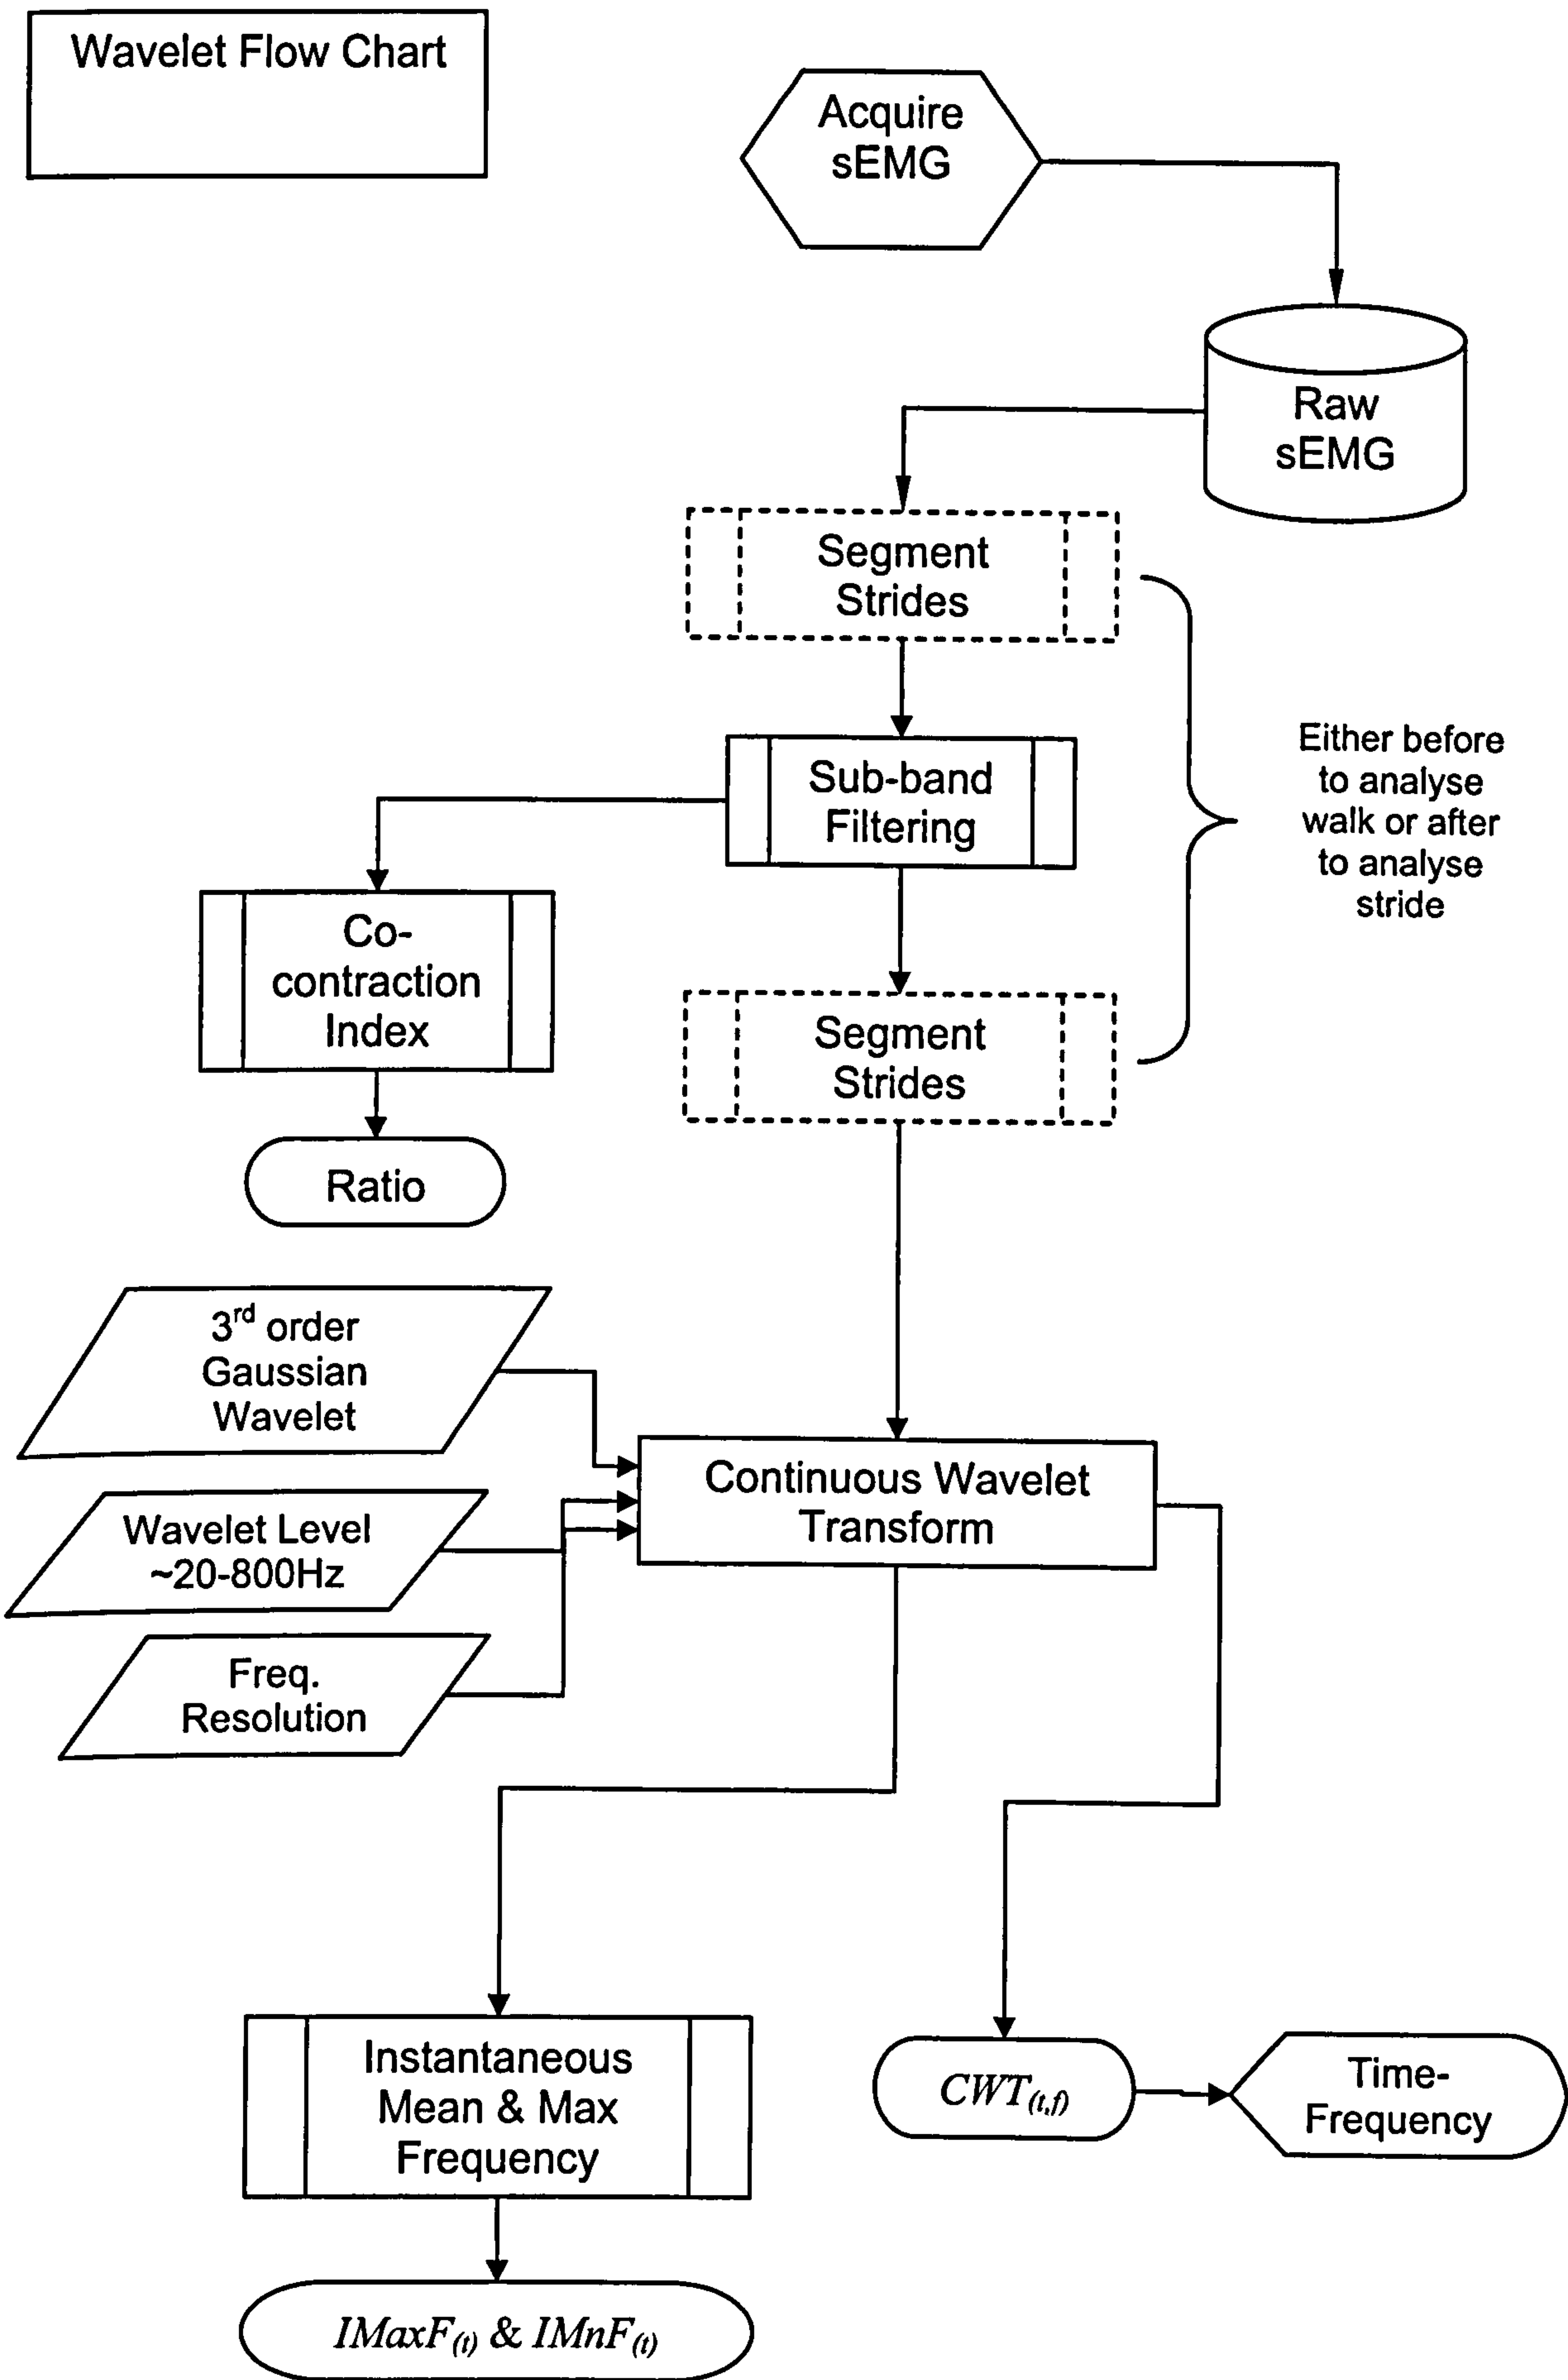 Wavelet Flow Chart
Acquire
sEMG
Raw
sEMG
Segment
Strides
Sub-band
Filtering
Either before
to analyse
walk or after
to analyse
stride
Co-
contraction
Index
Segment
Strides
Ratio
3rd order
Gaussian
Wavelet
Continuous Wavelet
Transform
Wavelet Level
~20-800Hz
Freq.
Resolution
Instantaneous
Mean & Max
Frequency
CWT(t,f)
Time-
Frequency
IMaxF(t) & IMnF(t)